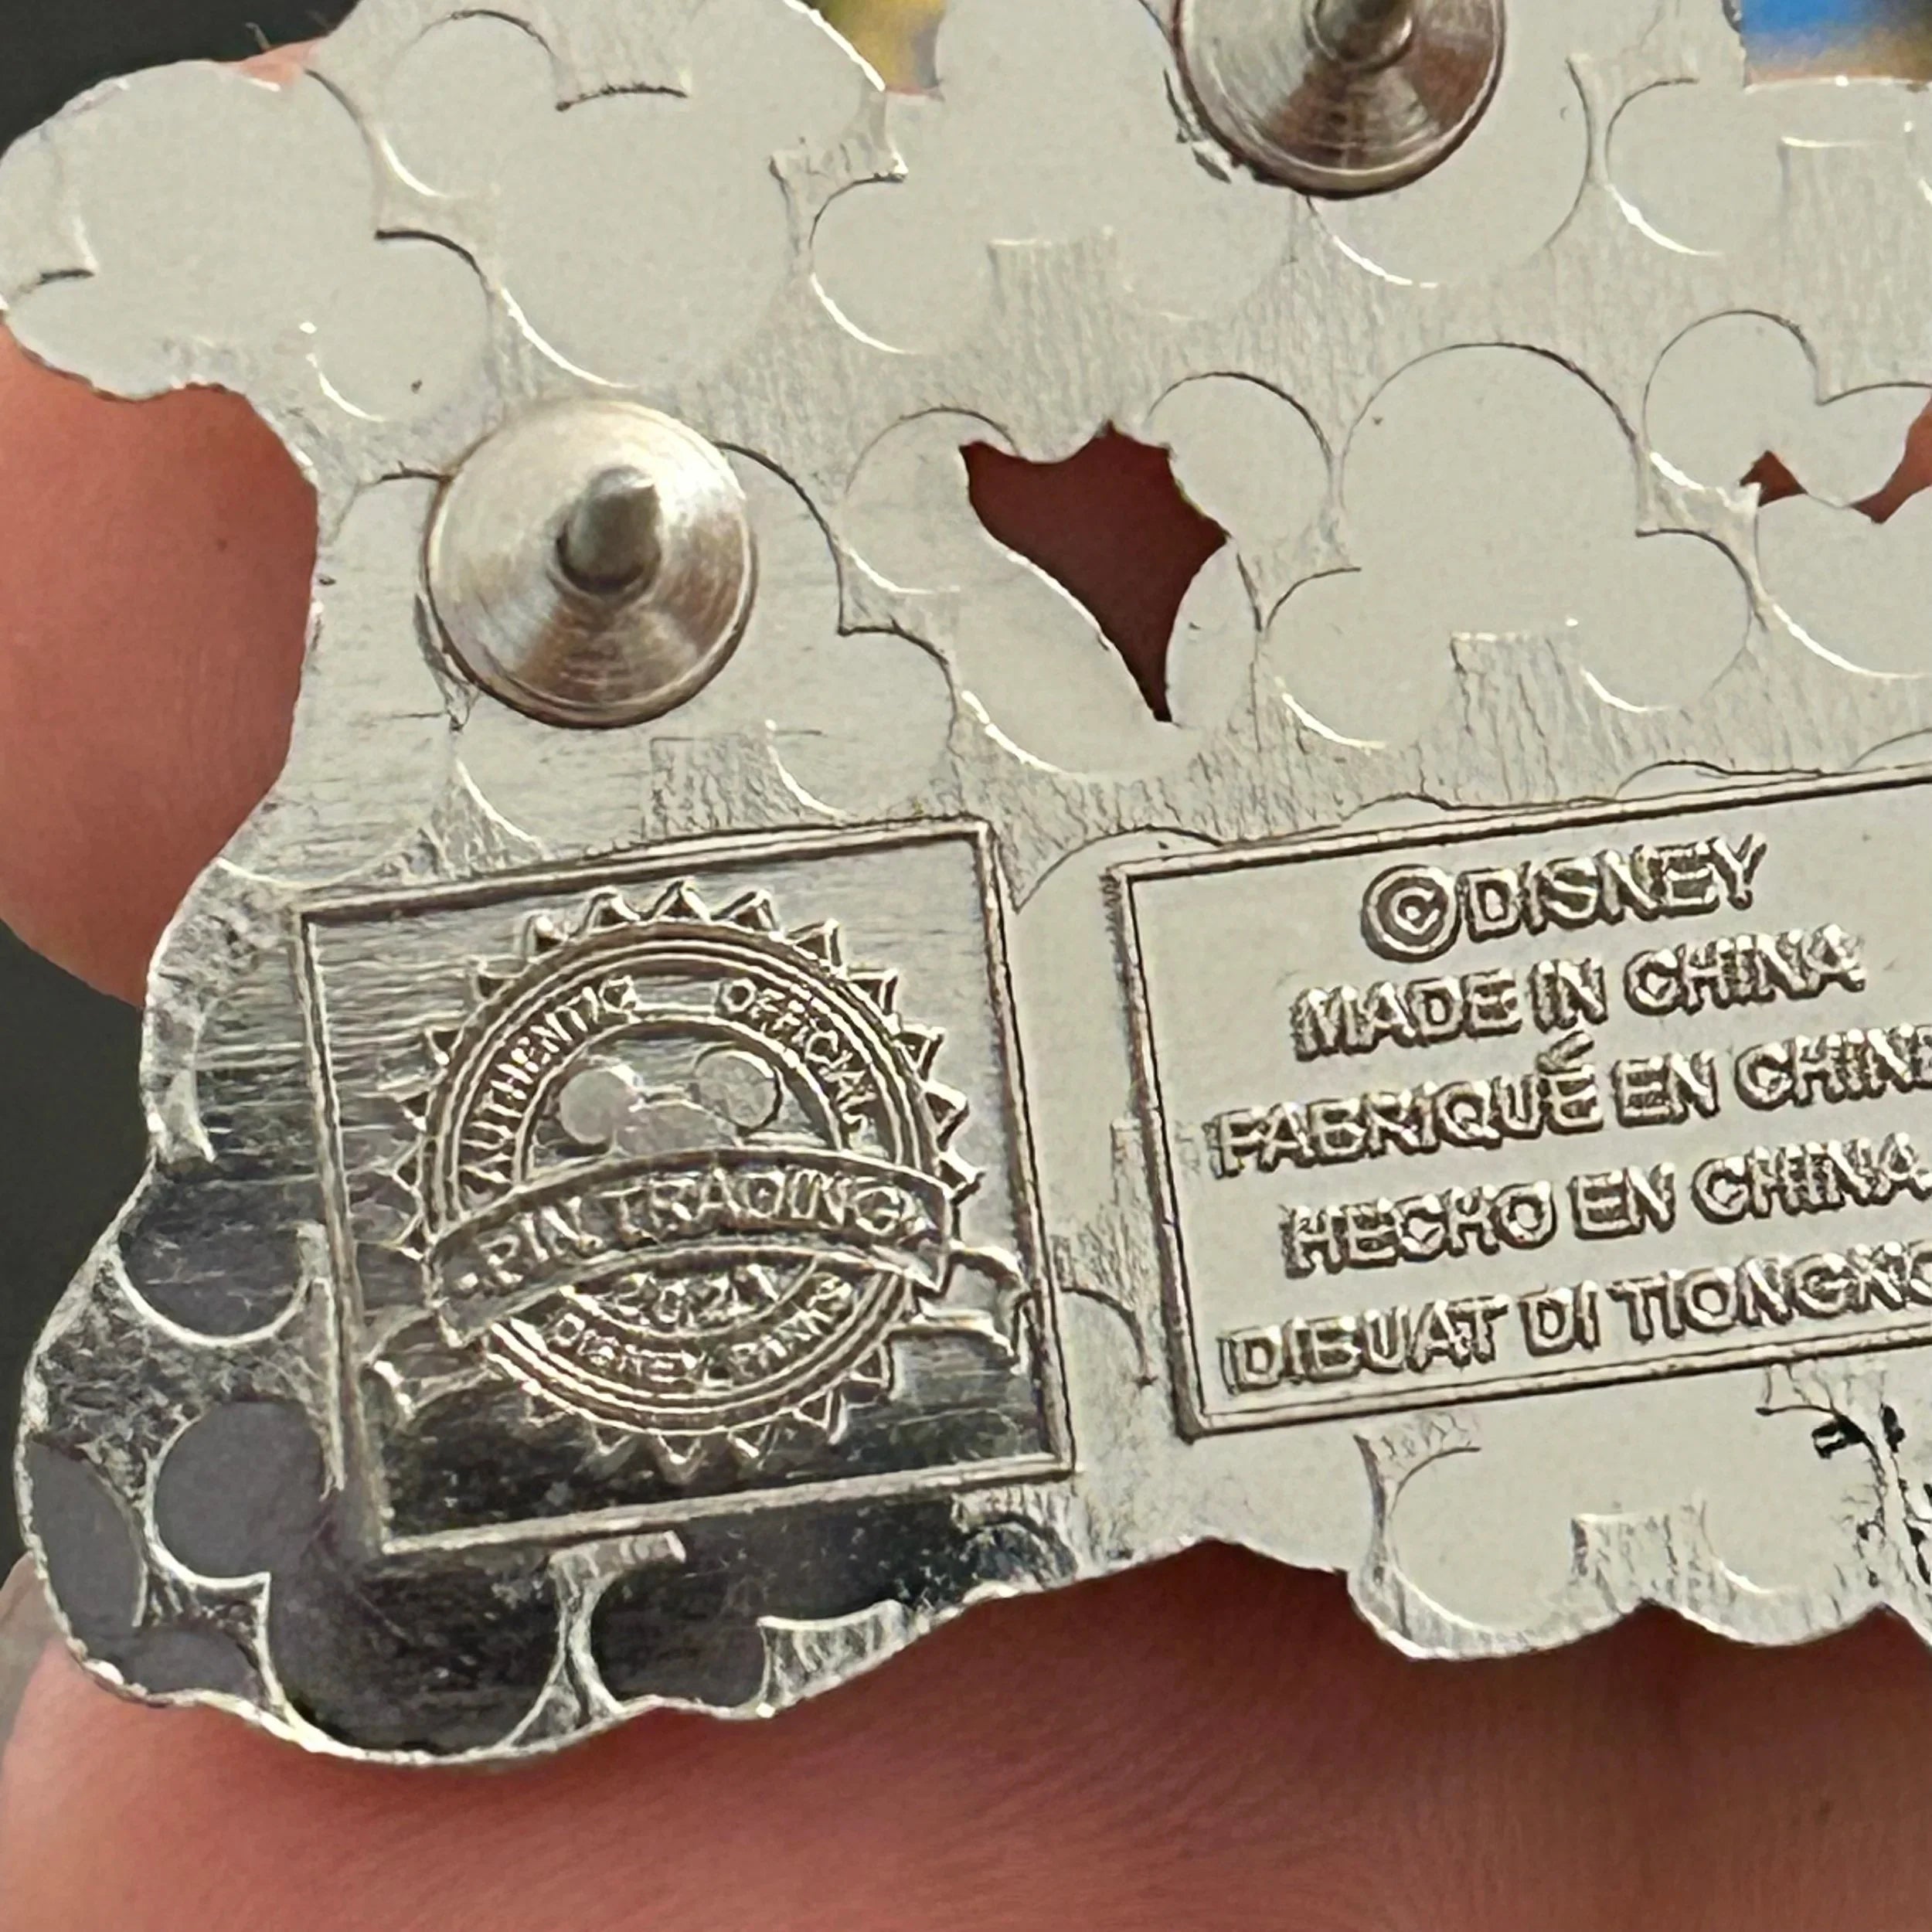 AUTHENTIC OFFICIAL
PIN TRADING
2021
DISNEY PINS
©DISNEY
MADE IN CHINA
FABRIQUÉ EN CHIN
HECHO EN CHINA
DIBUAT DI TIONGK